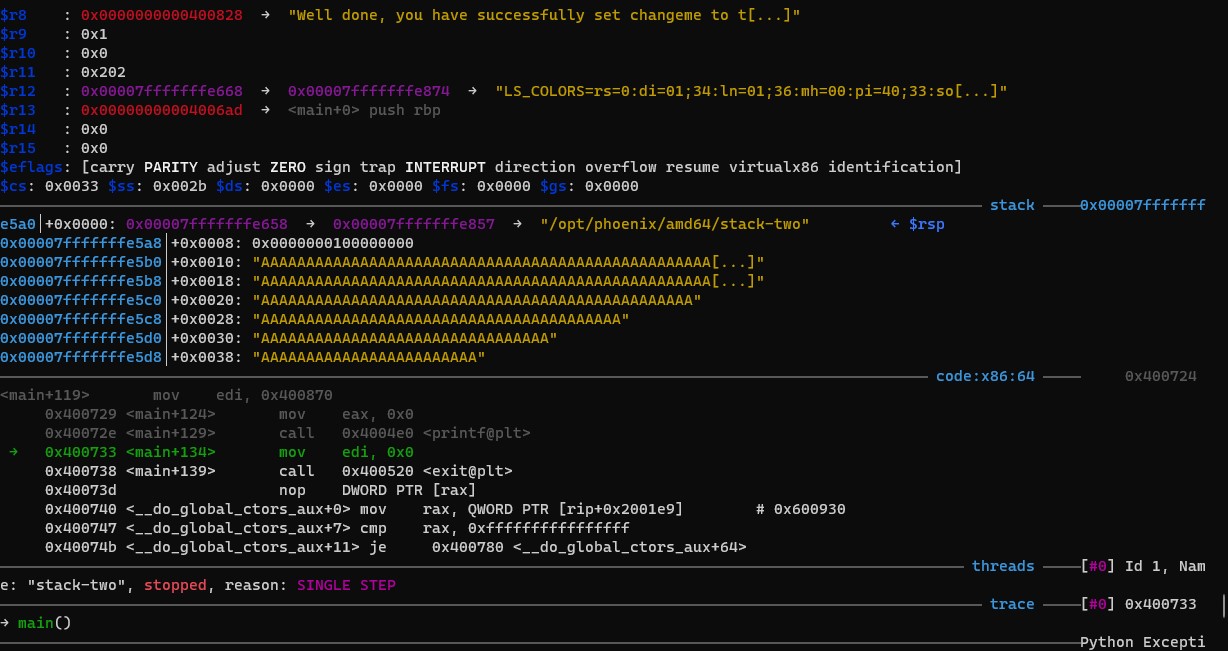 $r8    : 0x0000000000400828  →  "Well done, you have successfully set changeme to t[...]"
$r9    : 0x1
$r10   : 0x0
$r11   : 0x202
$r12   : 0x00007fffffffe668  →  0x00007fffffffe874  →  "LS_COLORS=rs=0:di=01;34:ln=01;36:mh=00:pi=40;33:so[...]"
$r13   : 0x00000000004006ad  →  <main+0> push rbp
$r14   : 0x0
$r15   : 0x0
$eflags: [carry PARITY adjust ZERO sign trap INTERRUPT direction overflow resume virtualx86 identification]
$cs: 0x0033 $ss: 0x002b $ds: 0x0000 $es: 0x0000 $fs: 0x0000 $gs: 0x0000
stack ────0x00007fffffff
e5a0│+0x0000: 0x00007fffffffe658  →  0x00007fffffffe857  →  "/opt/phoenix/amd64/stack-two"         ← $rsp
0x00007fffffffe5a8│+0x0008: 0x0000000100000000
0x00007fffffffe5b0│+0x0010: "AAAAAAAAAAAAAAAAAAAAAAAAAAAAAAAAAAAAAAAAAAAAAAAAAA[...]"
0x00007fffffffe5b8│+0x0018: "AAAAAAAAAAAAAAAAAAAAAAAAAAAAAAAAAAAAAAAAAAAAAAAAAA[...]"
0x00007fffffffe5c0│+0x0020: "AAAAAAAAAAAAAAAAAAAAAAAAAAAAAAAAAAAAAAAAAAAAAAAA"
0x00007fffffffe5c8│+0x0028: "AAAAAAAAAAAAAAAAAAAAAAAAAAAAAAAAAAAAAAAA"
0x00007fffffffe5d0│+0x0030: "AAAAAAAAAAAAAAAAAAAAAAAAAAAAAAAA"
0x00007fffffffe5d8│+0x0038: "AAAAAAAAAAAAAAAAAAAAAAAA"
code:x86:64 ────     0x400724
<main+119>       mov    edi, 0x400870
     0x400729 <main+124>       mov    eax, 0x0
     0x40072e <main+129>       call   0x4004e0 <printf@plt>
 →   0x400733 <main+134>       mov    edi, 0x0
     0x400738 <main+139>       call   0x400520 <exit@plt>
     0x40073d                  nop    DWORD PTR [rax]
     0x400740 <__do_global_ctors_aux+0> mov    rax, QWORD PTR [rip+0x2001e9]        # 0x600930
     0x400747 <__do_global_ctors_aux+7> cmp    rax, 0xffffffffffffffff
     0x40074b <__do_global_ctors_aux+11> je     0x400780 <__do_global_ctors_aux+64>
threads ────[#0] Id 1, Nam
e: "stack-two", stopped, reason: SINGLE STEP
trace ────[#0] 0x400733
→ main()
Python Excepti